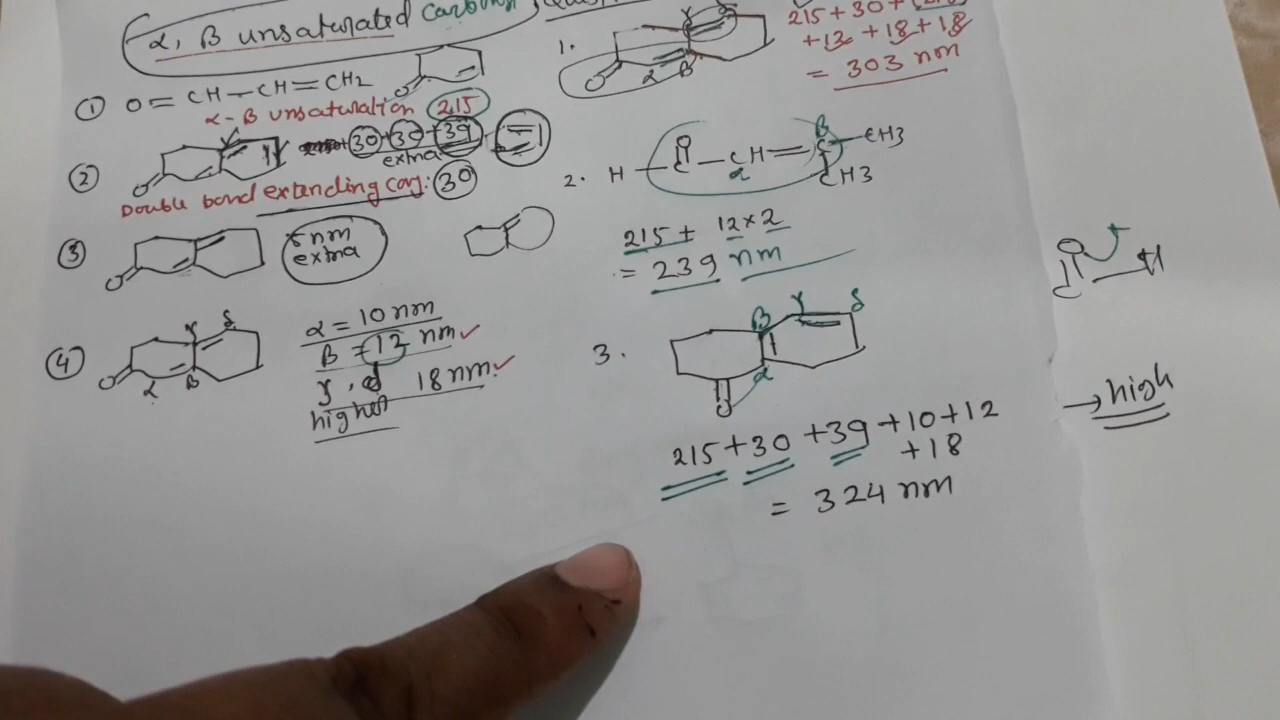 α, β unsaturated
① O = CH - CH = CH2
α - β unsaturation 215
② +30+30+39
extra
Double bond extending conj: 30
③ 5nm
extra
④ γ δ
O α β
α = 10 nm
β = 12 nm ✓
γ, δ 18 nm. ✓
higher
1. γ δ
O α β
215 + 30 +
+12 +18 +18
= 303 nm
2. H - C - CH = C - CH3
O α β CH3
215 + 12×2
= 239 nm
3. β γ δ
α
O
215 + 30 + 39 + 10 + 12
+ 18
= 324 nm
O
C H
→ high